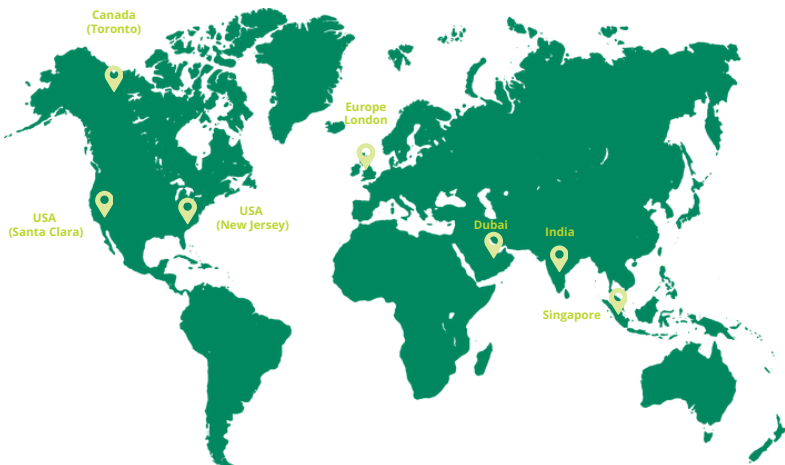 Canada
(Toronto)
Europe
London
USA
(Santa Clara)
USA
(New Jersey)
Dubai
India
Singapore